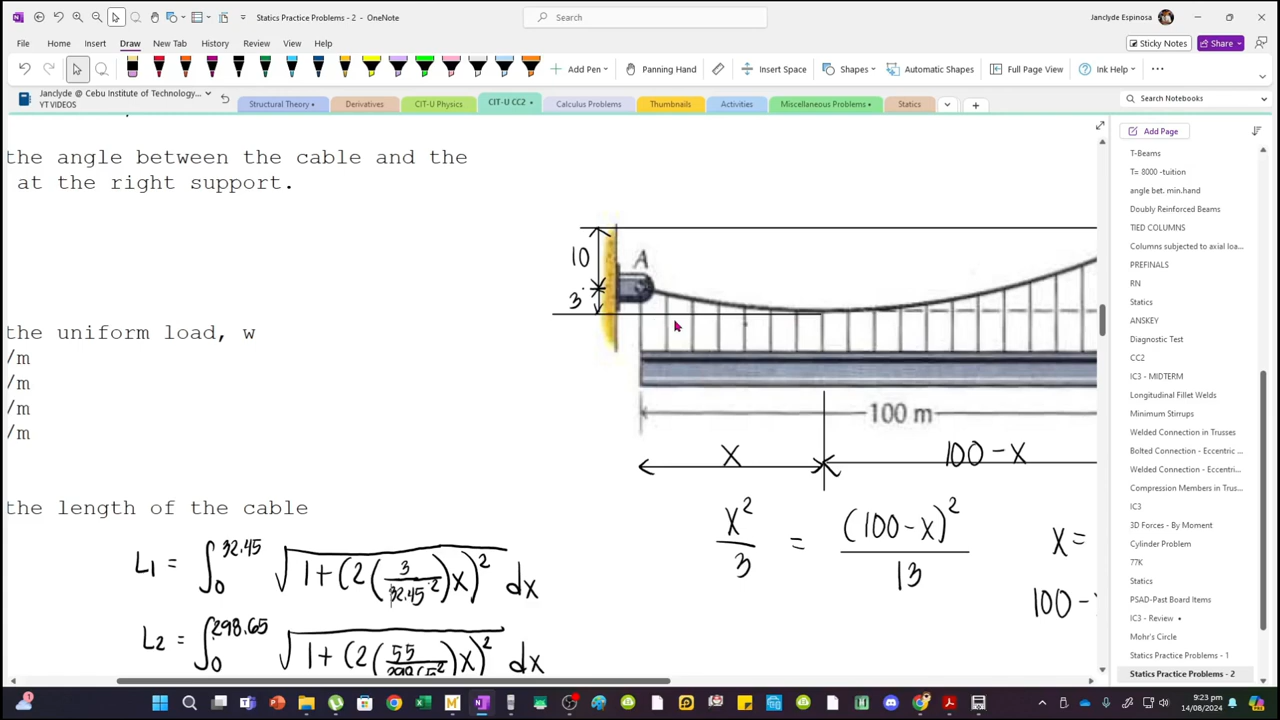 Statics Practice Problems - 2 - OneNote
Search
Janclyde Espinosa
File Home Insert Draw New Tab History Review View Help
Sticky Notes Share
Add Pen Panning Hand Insert Space Shapes Automatic Shapes Full Page View Ink Help
Janclyde @ Cebu Institute of Technology...
YT VIDEOS
Structural Theory Derivatives CIT-U Physics CIT-U CC2 Calculus Problems Thumbnails Activities Miscellaneous Problems Statics
Search Notebooks
Add Page
T-Beams
T= 8000 -tuition
angle bet. min.hand
Doubly Reinforced Beams
TIED COLUMNS
Columns subjected to axial loa...
PREFINALS
RN
Statics
ANSKEY
Diagnostic Test
CC2
IC3 - MIDTERM
Longitudinal Fillet Welds
Minimum Stirrups
Welded Connection in Trusses
Bolted Connection - Eccentric ...
Welded Connection - Eccentri...
Compression Members in Trus...
IC3
3D Forces - By Moment
Cylinder Problem
77K
Statics
PSAD-Past Board Items
IC3 - Review
Mohr's Circle
Statics Practice Problems - 1
Statics Practice Problems - 2
the angle between the cable and the
at the right support.
10
A
3
the uniform load, w
/m
/m
/m
/m
100 m
X
100 - X
the length of the cable
X²/3 = (100-X)²/13
X=
100-
L1 = ∫₀^32.45 √(1+(2(3/32.45²)x)²) dx
L2 = ∫₀^298.65 √(1+(2(55/
)x)²) dx
1
9:23 pm
14/08/2024